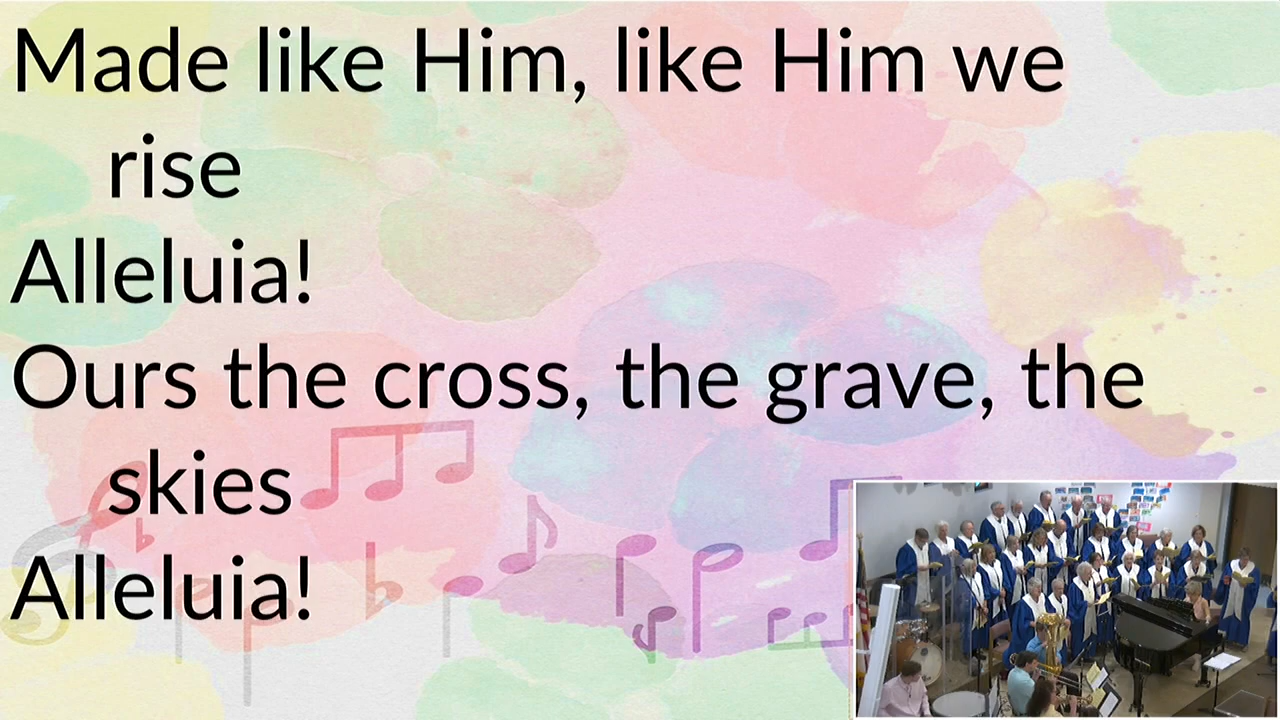 Made like Him, like Him we
rise
Alleluia!
Ours the cross, the grave, the
skies
Alleluia!